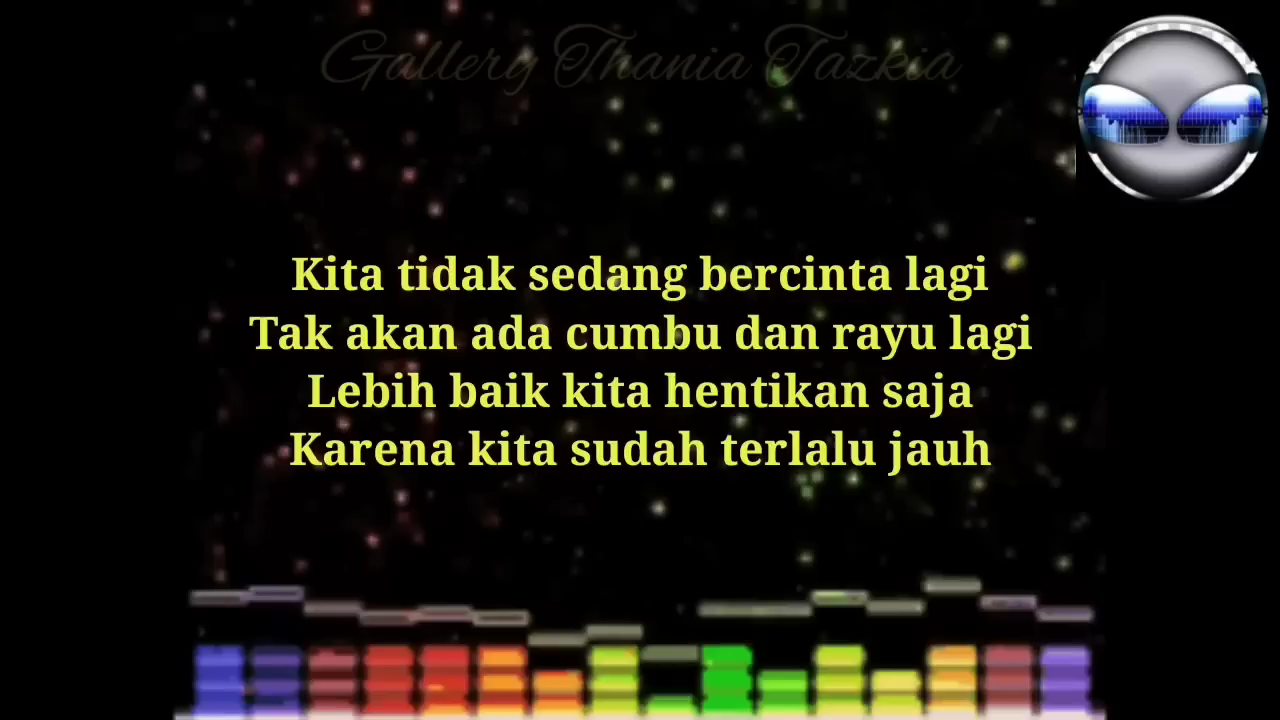 Gallery Thania Tazkia
Kita tidak sedang bercinta lagi
Tak akan ada cumbu dan rayu lagi
Lebih baik kita hentikan saja
Karena kita sudah terlalu jauh